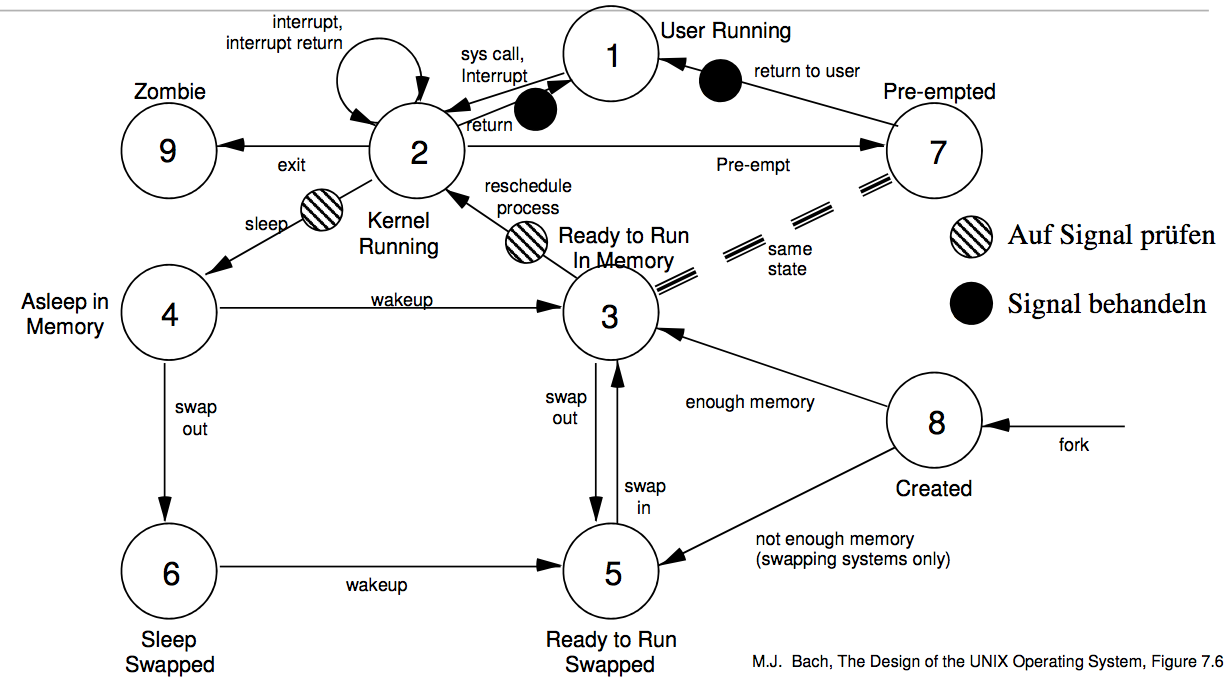 interrupt,
interrupt return
sys call,
Interrupt
1
User Running
return to user
Zombie
Pre-empted
9
exit
2
return
Pre-empt
7
sleep
Kernel
Running
reschedule
process
Ready to Run
In Memory
same
state
Auf Signal prüfen
Signal behandeln
Asleep in
Memory
4
wakeup
3
swap
out
swap
out
enough memory
8
fork
Created
swap
in
not enough memory
(swapping systems only)
6
wakeup
5
Sleep
Swapped
Ready to Run
Swapped
M.J. Bach, The Design of the UNIX Operating System, Figure 7.6